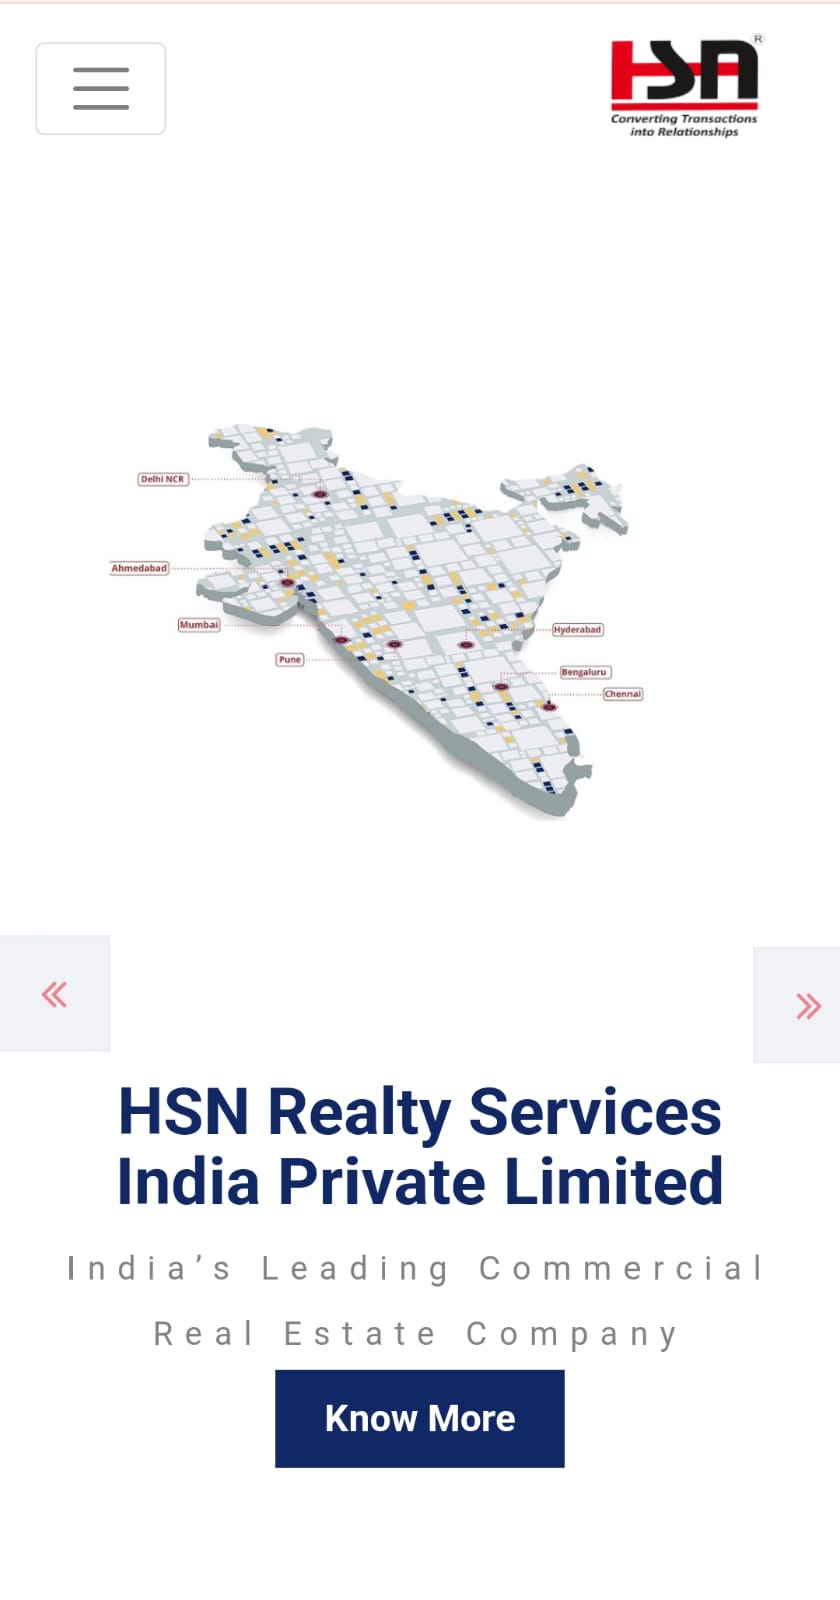 HSN
®
Converting Transactions
into Relationships
Delhi NCR
Ahmedabad
Mumbai
Pune
Hyderabad
Bengaluru
Chennai
HSN Realty Services
India Private Limited
India’s Leading Commercial
Real Estate Company
Know More